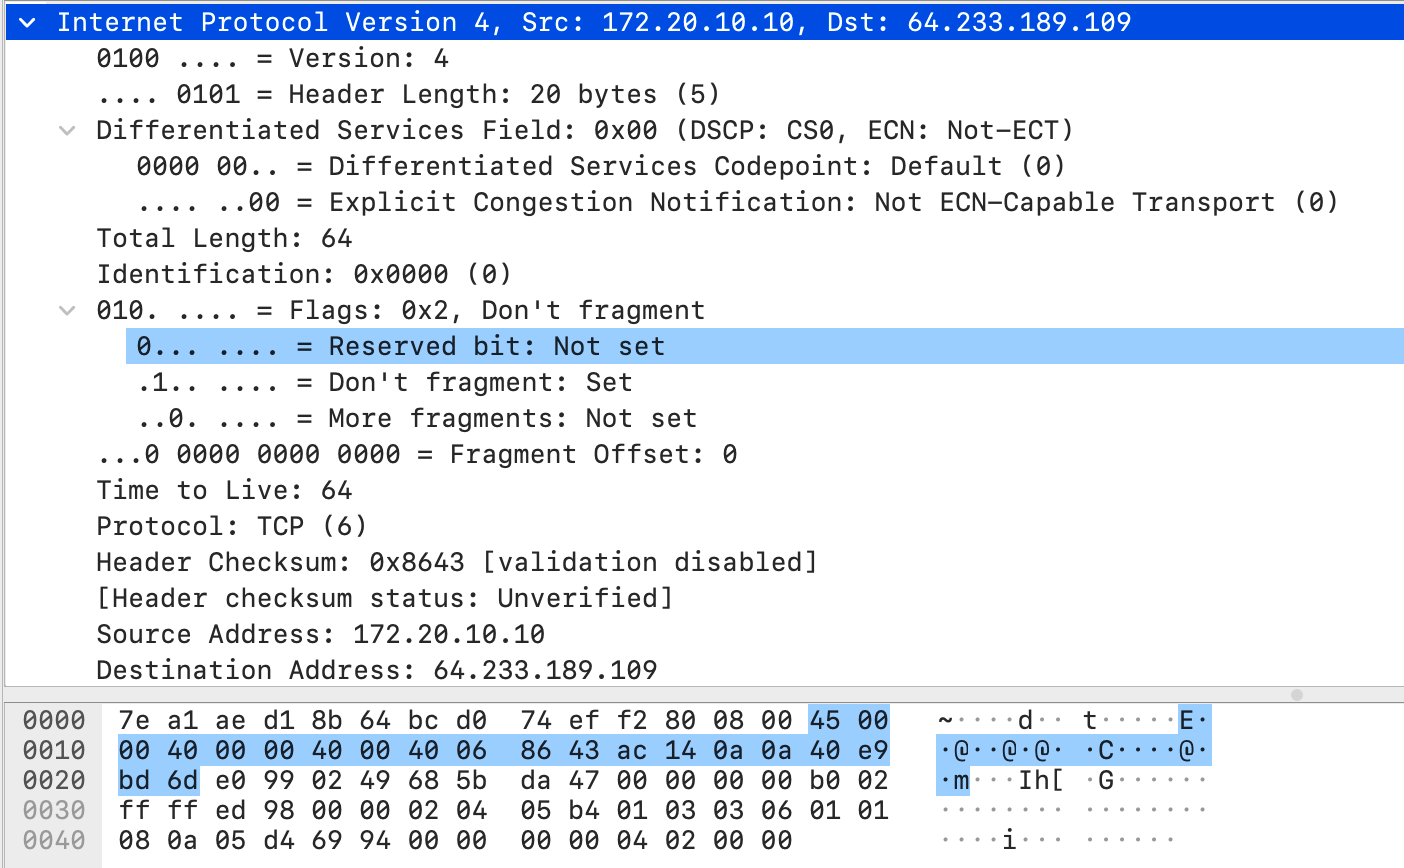 Internet Protocol Version 4, Src: 172.20.10.10, Dst: 64.233.189.109
0100 .... = Version: 4
.... 0101 = Header Length: 20 bytes (5)
Differentiated Services Field: 0x00 (DSCP: CS0, ECN: Not-ECT)
0000 00.. = Differentiated Services Codepoint: Default (0)
.... ..00 = Explicit Congestion Notification: Not ECN-Capable Transport (0)
Total Length: 64
Identification: 0x0000 (0)
010. .... = Flags: 0x2, Don't fragment
0... .... = Reserved bit: Not set
.1.. .... = Don't fragment: Set
..0. .... = More fragments: Not set
...0 0000 0000 0000 = Fragment Offset: 0
Time to Live: 64
Protocol: TCP (6)
Header Checksum: 0x8643 [validation disabled]
[Header checksum status: Unverified]
Source Address: 172.20.10.10
Destination Address: 64.233.189.109
0000 7e a1 ae d1 8b 64 bc d0 74 ef f2 80 08 00 45 00 ~····d·· t·····E·
0010 00 40 00 00 40 00 40 06 86 43 ac 14 0a 0a 40 e9 ·@··@·@· ·C····@·
0020 bd 6d e0 99 02 49 68 5b da 47 00 00 00 00 b0 02 ·m···Ih[ ·G······
0030 ff ff ed 98 00 00 02 04 05 b4 01 03 03 06 01 01 ········ ········
0040 08 0a 05 d4 69 94 00 00 00 00 04 02 00 00 ····i··· ······